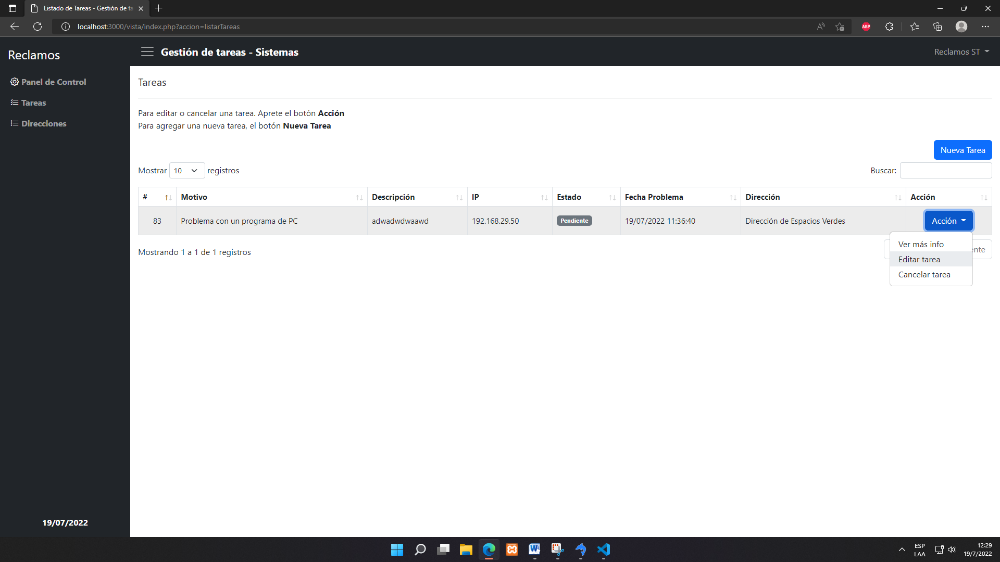 Listado de Tareas - Gestión de ta
localhost:3000/vista/index.php?accion=listarTareas
ABP
Reclamos
Gestión de tareas - Sistemas
Reclamos ST
Panel de Control
Tareas
Direcciones
Tareas
Para editar o cancelar una tarea. Aprete el botón Acción
Para agregar una nueva tarea, el botón Nueva Tarea
Nueva Tarea
Mostrar 10 registros
Buscar:
# Motivo Descripción IP Estado Fecha Problema Dirección Acción
83 Problema con un programa de PC adwadwdwaawd 192.168.29.50 Pendiente 19/07/2022 11:36:40 Dirección de Espacios Verdes Acción
Ver más info
Editar tarea
Cancelar tarea
Mostrando 1 a 1 de 1 registros
nte
19/07/2022
ESP
LAA
12:29
19/7/2022